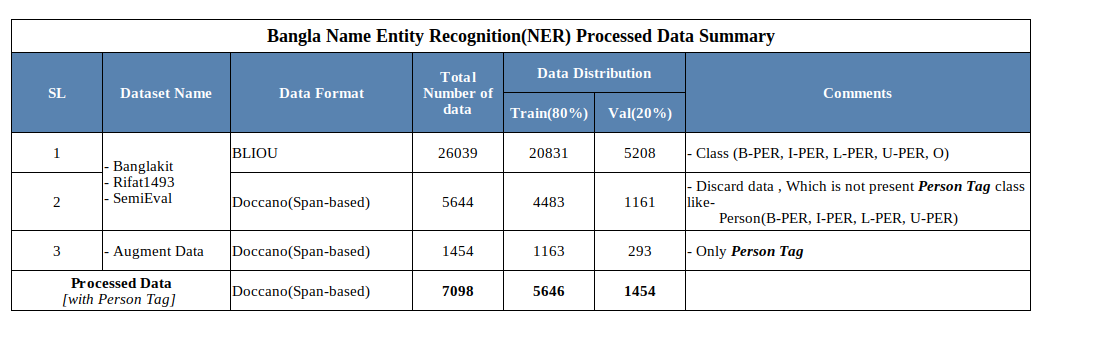 Bangla Name Entity Recognition(NER) Processed Data Summary
SL
Dataset Name
Data Format
Total
Number of
data
Data Distribution
Train(80%)
Val(20%)
Comments
1
- Banglakit
- Rifat1493
- SemiEval
BLIOU
26039
20831
5208
- Class (B-PER, I-PER, L-PER, U-PER, O)
2
Doccano(Span-based)
5644
4483
1161
- Discard data , Which is not present Person Tag class
like-
Person(B-PER, I-PER, L-PER, U-PER)
3
- Augment Data
Doccano(Span-based)
1454
1163
293
- Only Person Tag
Processed Data
[with Person Tag]
Doccano(Span-based)
7098
5646
1454